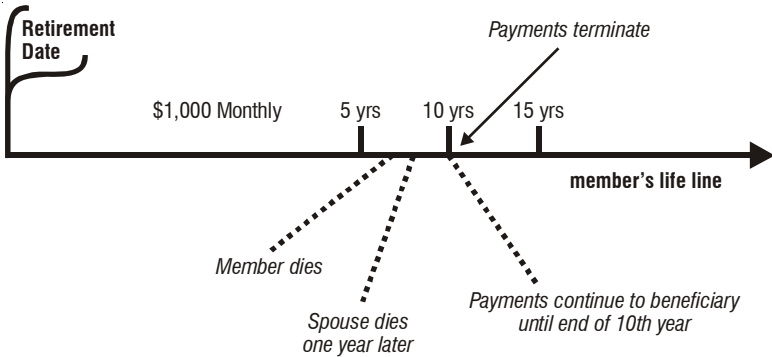 Retirement
Date
Payments terminate
$1,000 Monthly
5 yrs
10 yrs
15 yrs
member’s life line
Member dies
Spouse dies
one year later
Payments continue to beneficiary
until end of 10th year